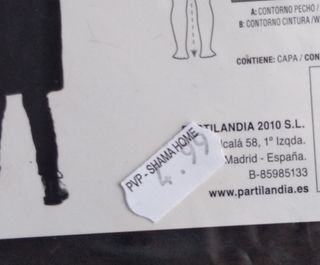 A: CONTORNO PECHO /
B: CONTORNO CINTURA /W
CONTIENE: CAPA / CON
PARTILANDIA 2010 S.L.
lcalá 58, 1º Izqda.
Madrid - España.
B-85985133
www.partilandia.es
PVP - SHAMA HOME
4.99